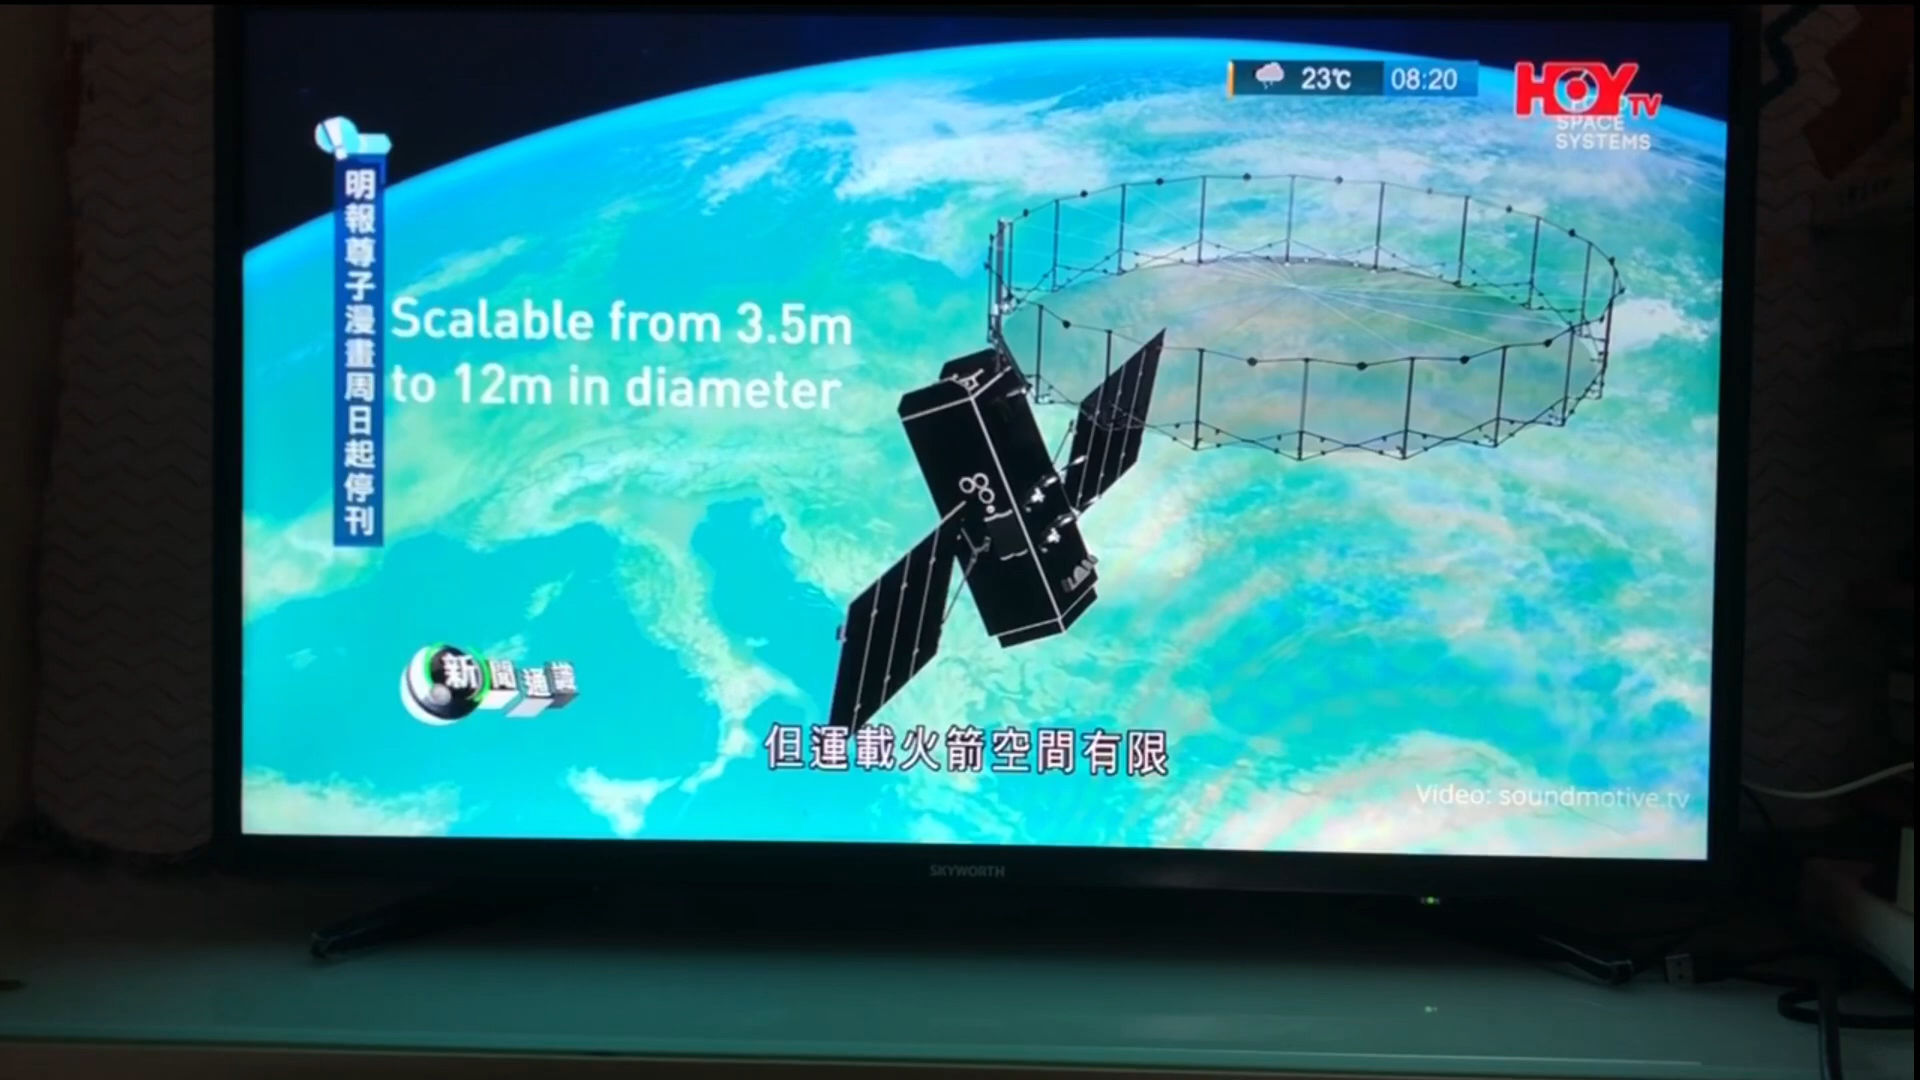 23℃ 08:20
HOY TV
SPACE
SYSTEMS
明報尊子漫畫周日起停刊
Scalable from 3.5m
to 12m in diameter
新聞通識
但運載火箭空間有限
Video: soundmotive.tv
SKYWORTH